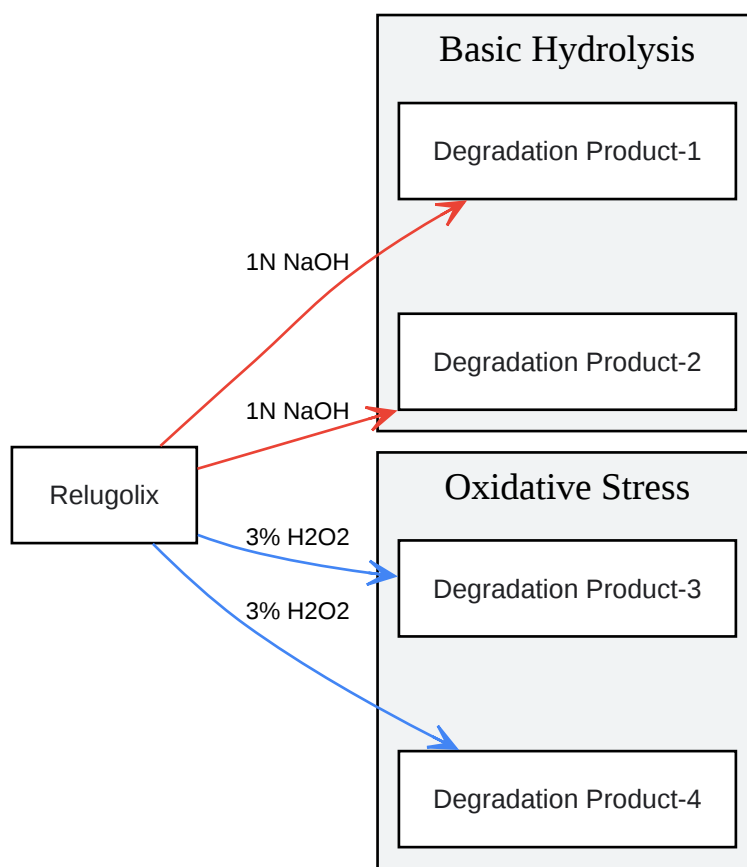 Basic Hydrolysis
Degradation Product-1
1N NaOH
Degradation Product-2
1N NaOH
Relugolix
Oxidative Stress
3% H2O2
Degradation Product-3
3% H2O2
Degradation Product-4